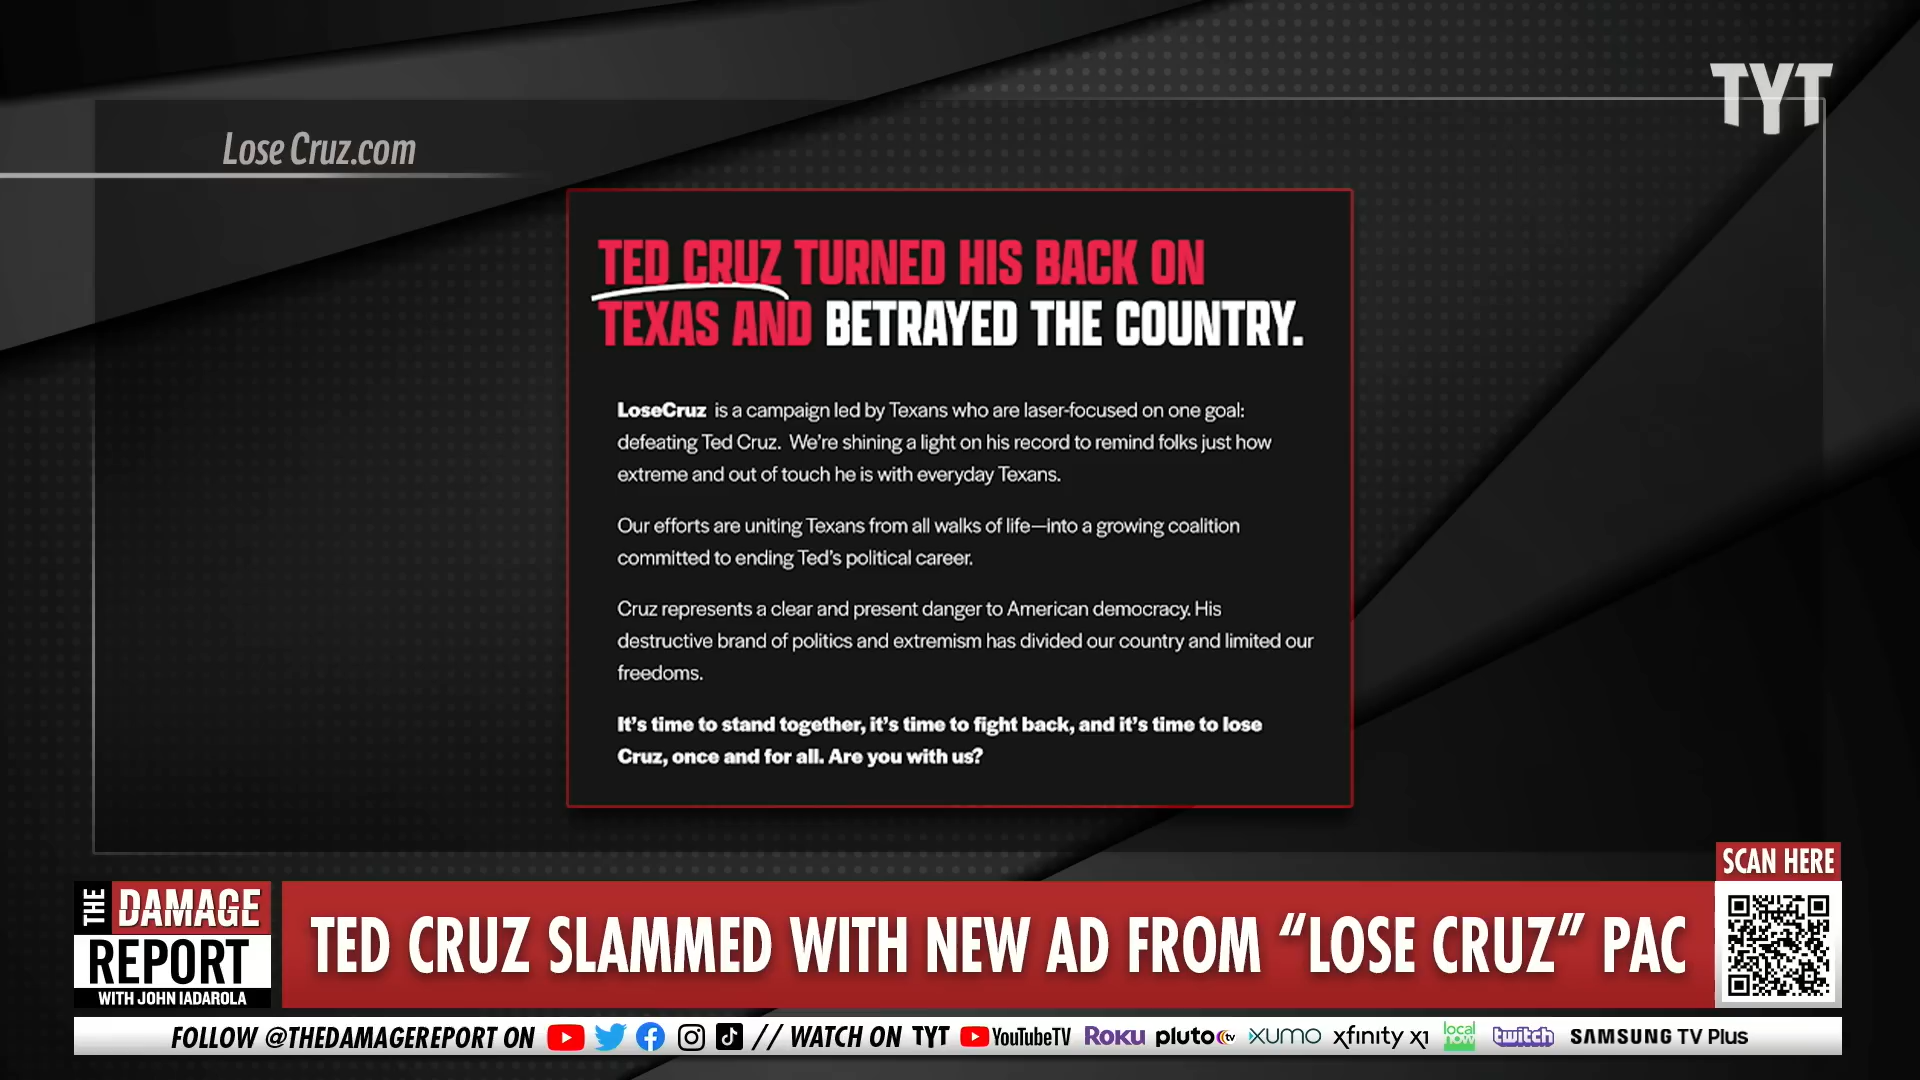 TYT
Lose Cruz.com
TED CRUZ TURNED HIS BACK ON
TEXAS AND BETRAYED THE COUNTRY.
LoseCruz is a campaign led by Texans who are laser-focused on one goal:
defeating Ted Cruz. We're shining a light on his record to remind folks just how
extreme and out of touch he is with everyday Texans.
Our efforts are uniting Texans from all walks of life—into a growing coalition
committed to ending Ted's political career.
Cruz represents a clear and present danger to American democracy. His
destructive brand of politics and extremism has divided our country and limited our
freedoms.
It's time to stand together, it's time to fight back, and it's time to lose
Cruz, once and for all. Are you with us?
SCAN HERE
THE DAMAGE
REPORT
WITH JOHN IADAROLA
TED CRUZ SLAMMED WITH NEW AD FROM “LOSE CRUZ” PAC
FOLLOW @THEDAMAGEREPORT ON // WATCH ON TYT YouTubeTV ROKU pluto tv xumo xfinity x1 local now twitch SAMSUNG TV Plus